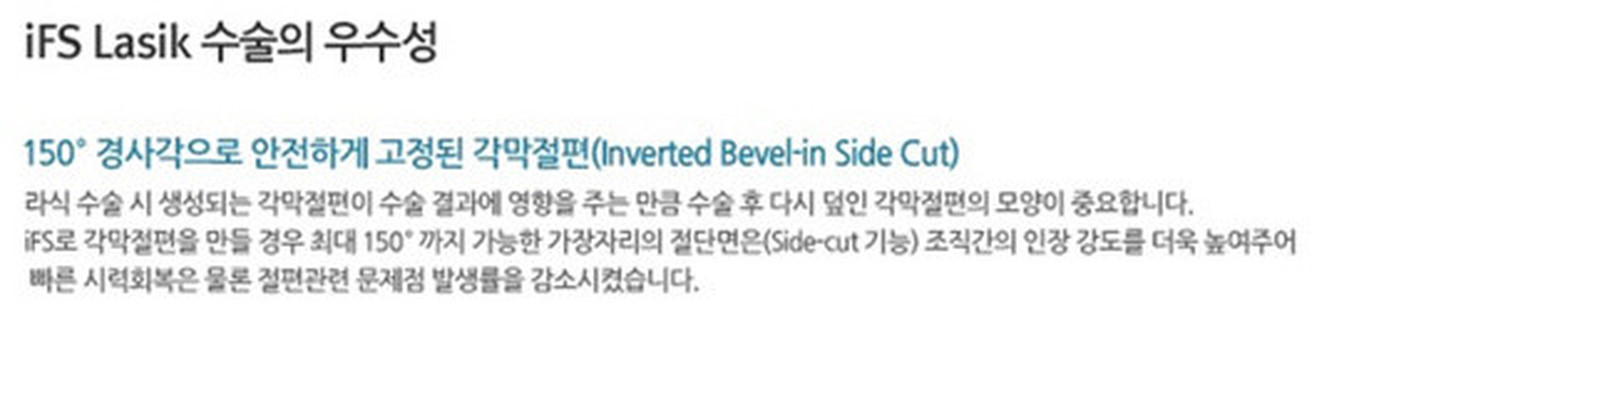 iFS Lasik 수술의 우수성
150° 경사각으로 안전하게 고정된 각막절편(Inverted Bevel-in Side Cut)
라식 수술 시 생성되는 각막절편이 수술 결과에 영향을 주는 만큼 수술 후 다시 덮인 각막절편의 모양이 중요합니다.
iFS로 각막절편을 만들 경우 최대 150° 까지 가능한 가장자리의 절단면은(Side-cut 기능) 조직간의 인장 강도를 더욱 높여주어
빠른 시력회복은 물론 절편관련 문제점 발생률을 감소시켰습니다.